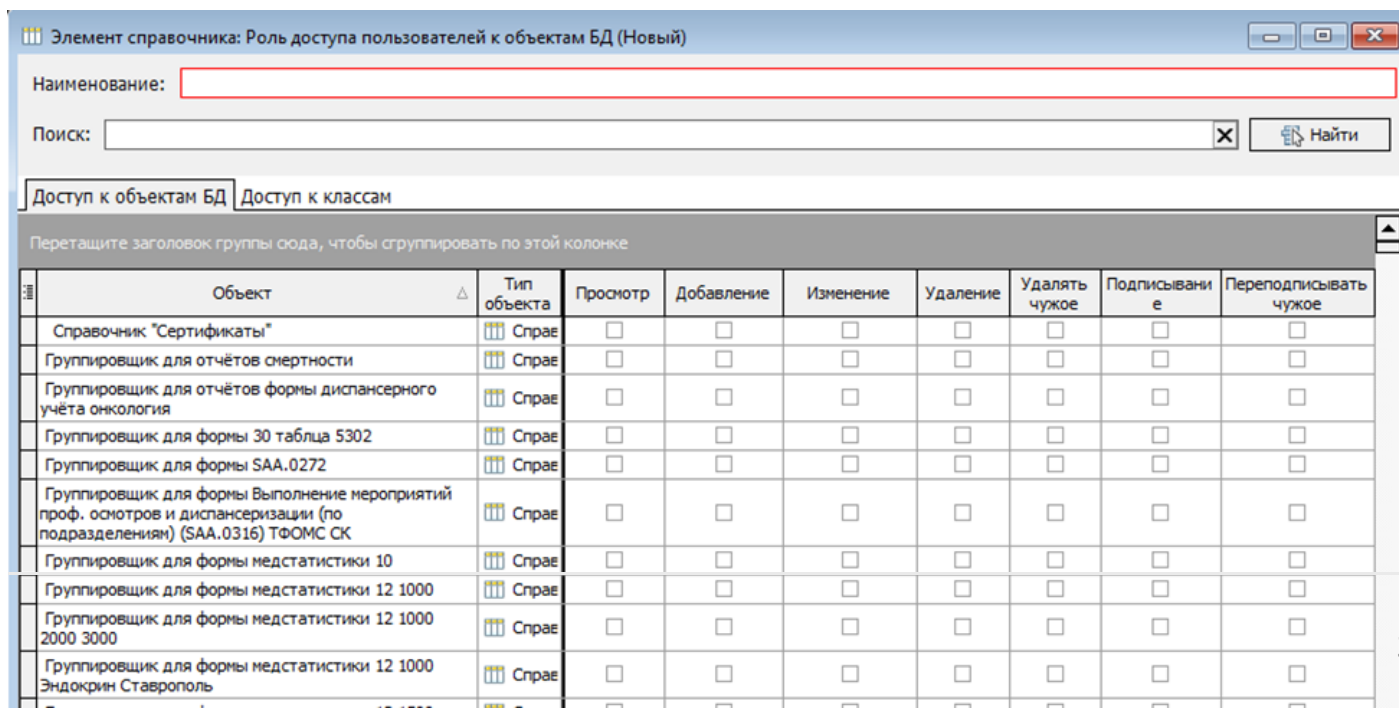 Элемент справочника: Роль доступа пользователей к объектам БД (Новый)
Наименование:
Поиск:
Найти
Доступ к объектам БД Доступ к классам
Перетащите заголовок группы сюда, чтобы сгруппировать по этой колонке
Объект Тип объекта Просмотр Добавление Изменение Удаление Удалять чужое Подписывани е Переподписывать чужое
Справочник "Сертификаты" Справ
Группировщик для отчётов смертности Справ
Группировщик для отчётов формы диспансерного
учёта онкология Справ
Группировщик для формы 30 таблца 5302 Справ
Группировщик для формы SAA.0272 Справ
Группировщик для формы Выполнение мероприятий
проф. осмотров и диспансеризации (по Справ
подразделениям) (SAA.0316) ТФОМС СК
Группировщик для формы медстатистики 10 Справ
Группировщик для формы медстатистики 12 1000 Справ
Группировщик для формы медстатистики 12 1000
2000 3000 Справ
Группировщик для формы медстатистики 12 1000
Эндокрин Ставрополь Справ